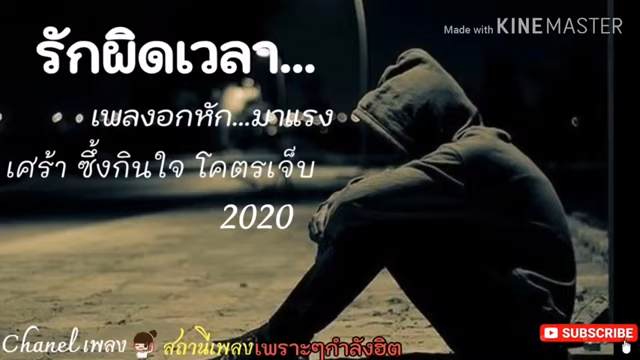 Made with KINEMASTER
รักผิดเวลา...
เพลงอกหัก...มาแรง
เศร้า ซึ้งกินใจ โคตรเจ็บ
2020
SUBSCRIBE
Chanel เพลง สถานีเพลงเพราะๆกำลังฮิต